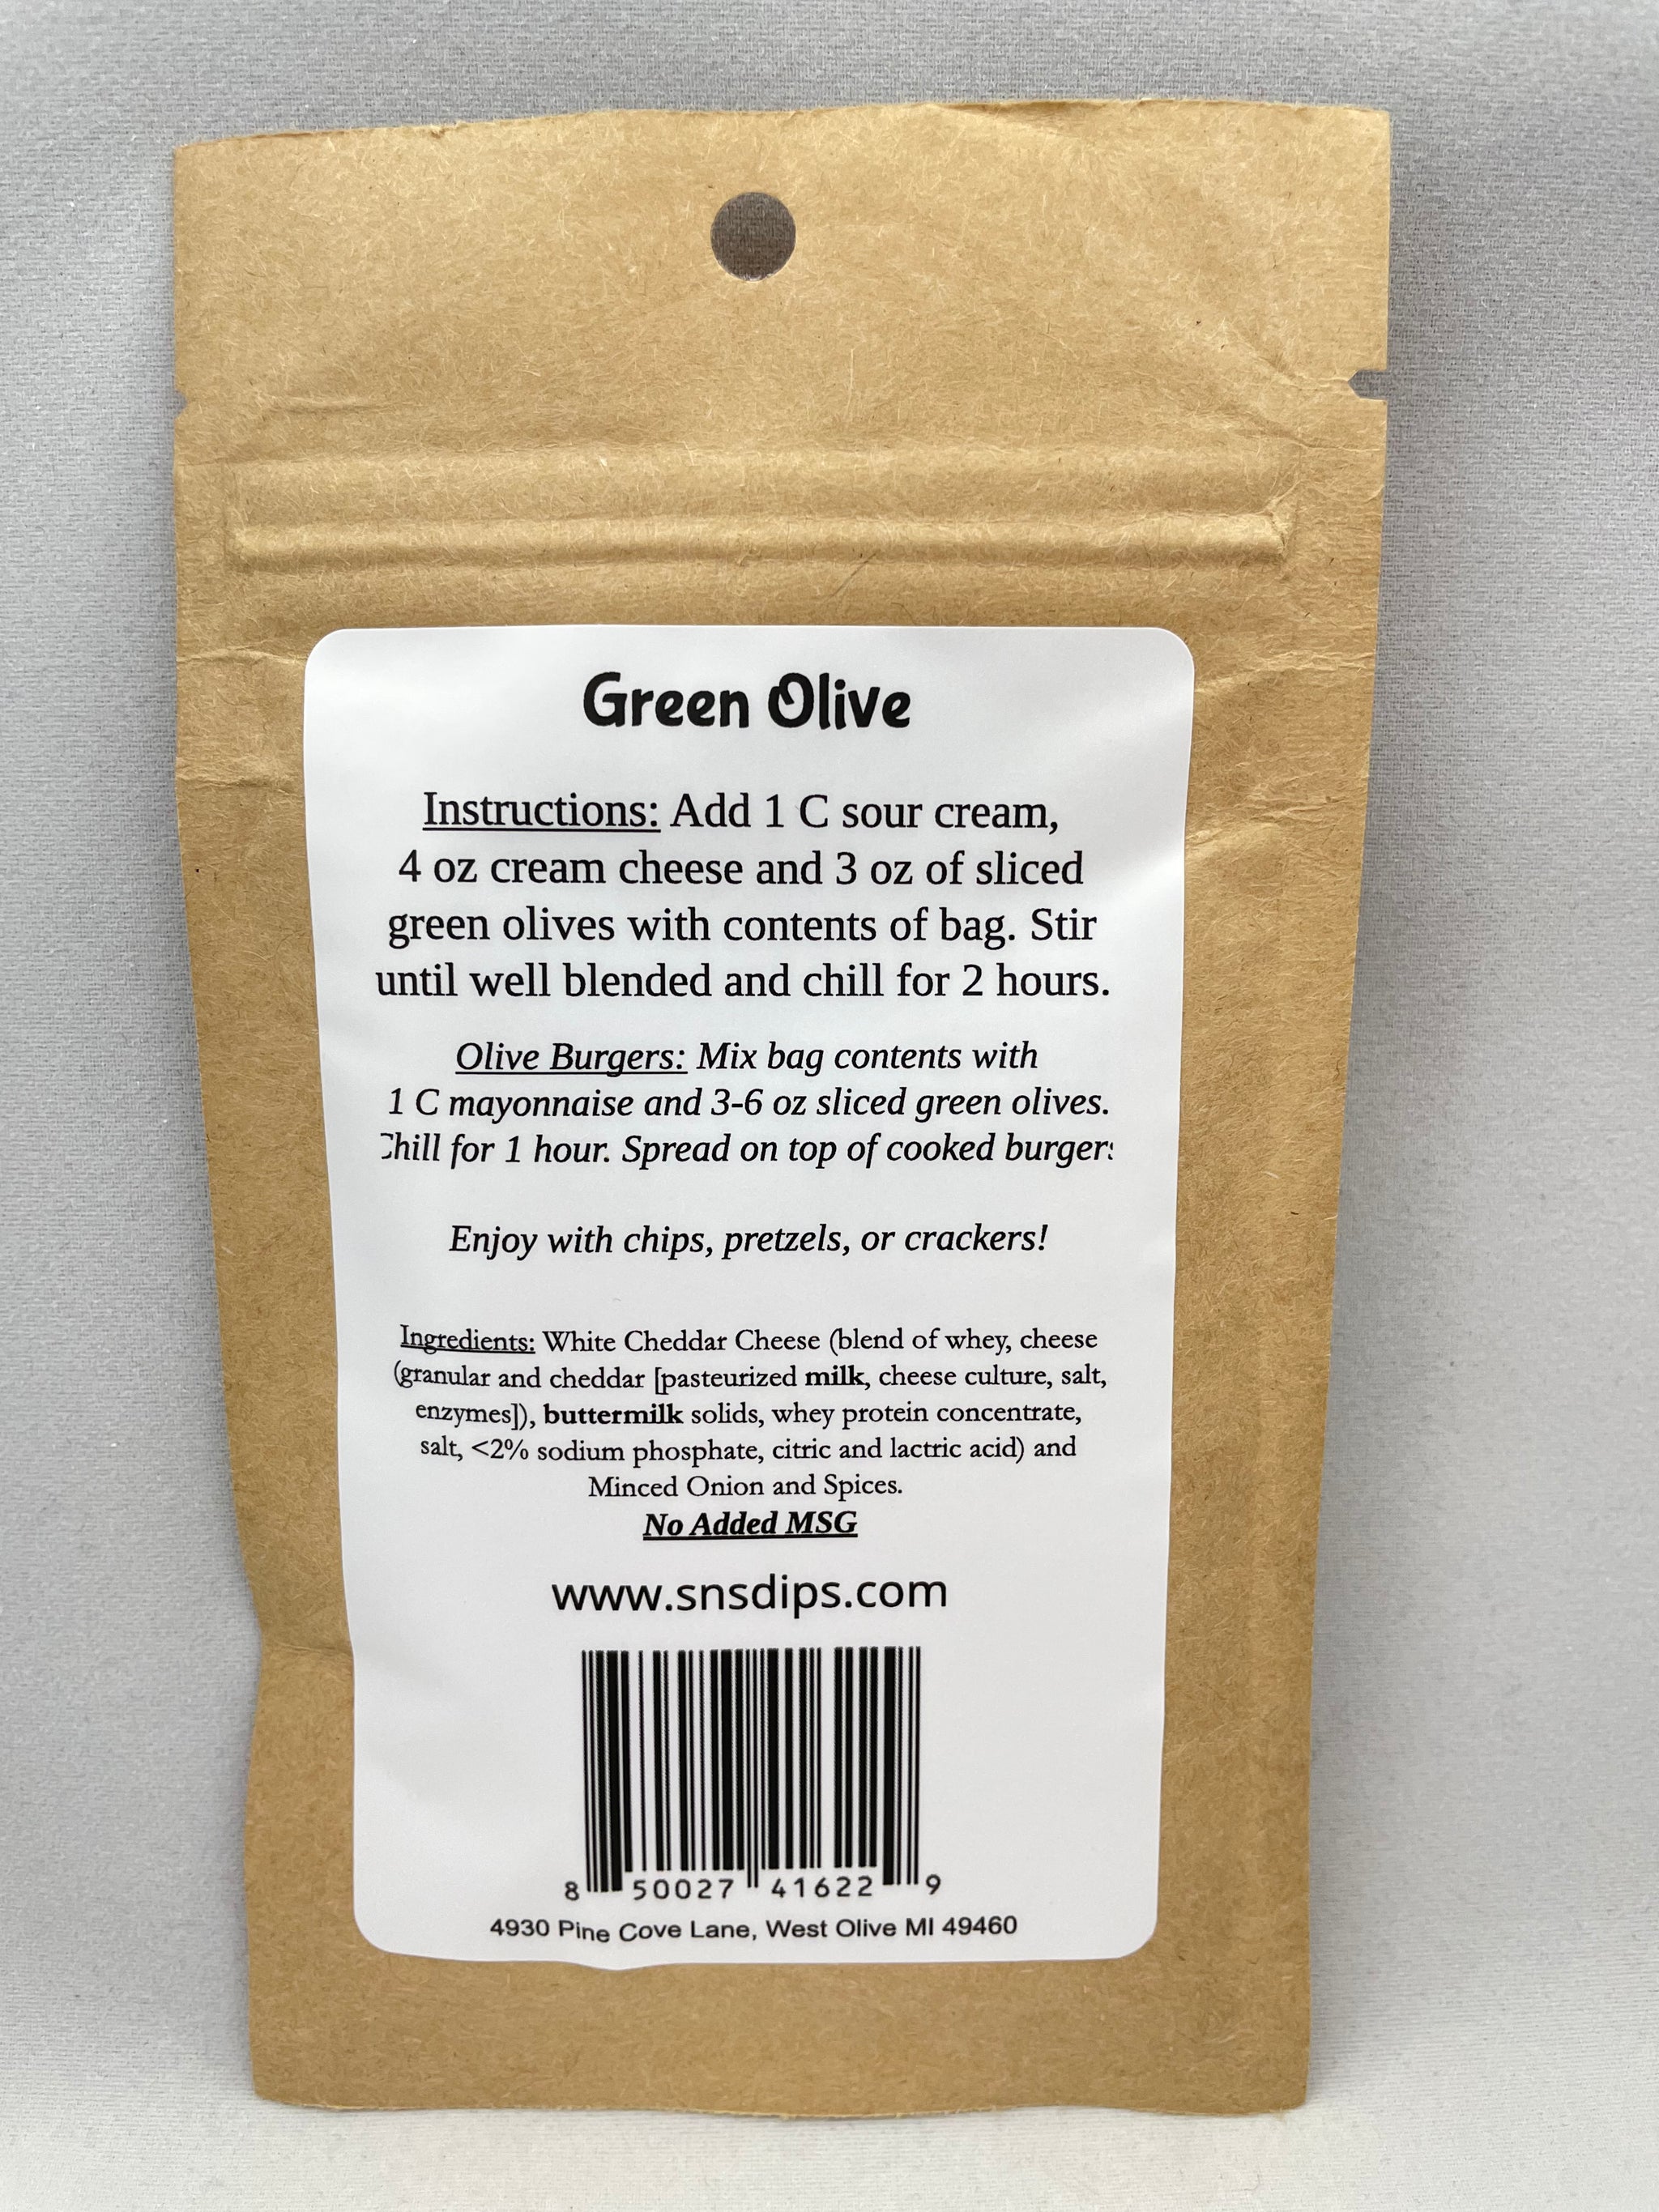 Green Olive
Instructions: Add 1 C sour cream,
4 oz cream cheese and 3 oz of sliced
green olives with contents of bag. Stir
until well blended and chill for 2 hours.
Olive Burgers: Mix bag contents with
1 C mayonnaise and 3-6 oz sliced green olives.
Chill for 1 hour. Spread on top of cooked burgers
Enjoy with chips, pretzels, or crackers!
Ingredients: White Cheddar Cheese (blend of whey, cheese
(granular and cheddar [pasteurized milk, cheese culture, salt,
enzymes]), buttermilk solids, whey protein concentrate,
salt, <2% sodium phosphate, citric and lactric acid) and
Minced Onion and Spices.
No Added MSG
www.snsdips.com
8 50027 41622 9
4930 Pine Cove Lane, West Olive MI 49460